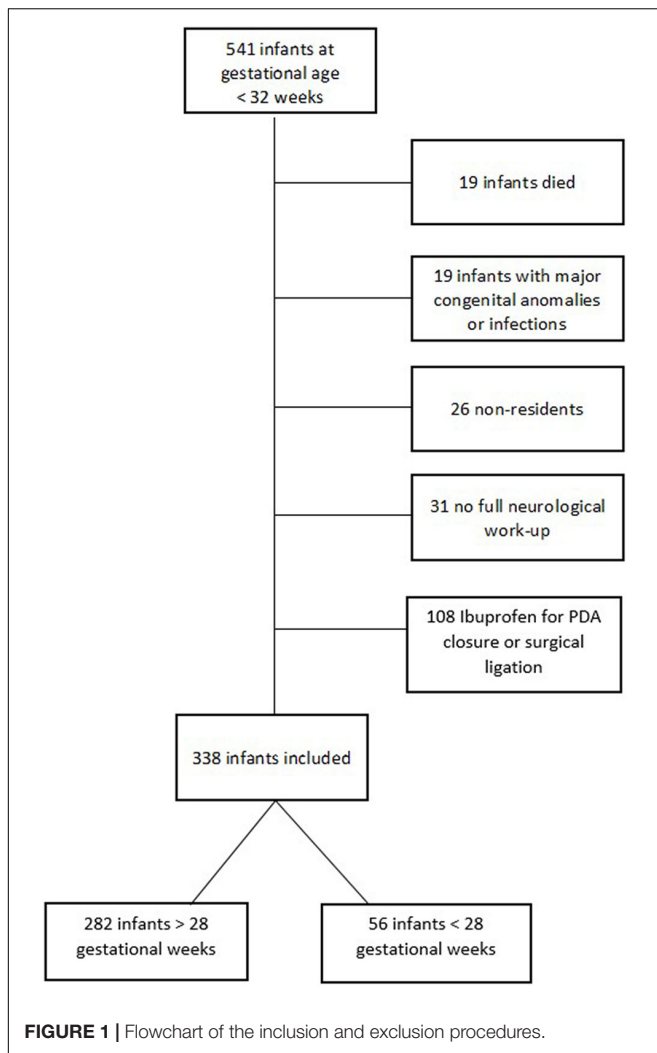 541 infants at
gestational age
< 32 weeks
19 infants died
19 infants with major
congenital anomalies
or infections
26 non-residents
31 no full neurological
work-up
108 Ibuprofen for PDA
closure or surgical
ligation
338 infants included
282 infants > 28
gestational weeks
56 infants < 28
gestational weeks
FIGURE 1 | Flowchart of the inclusion and exclusion procedures.